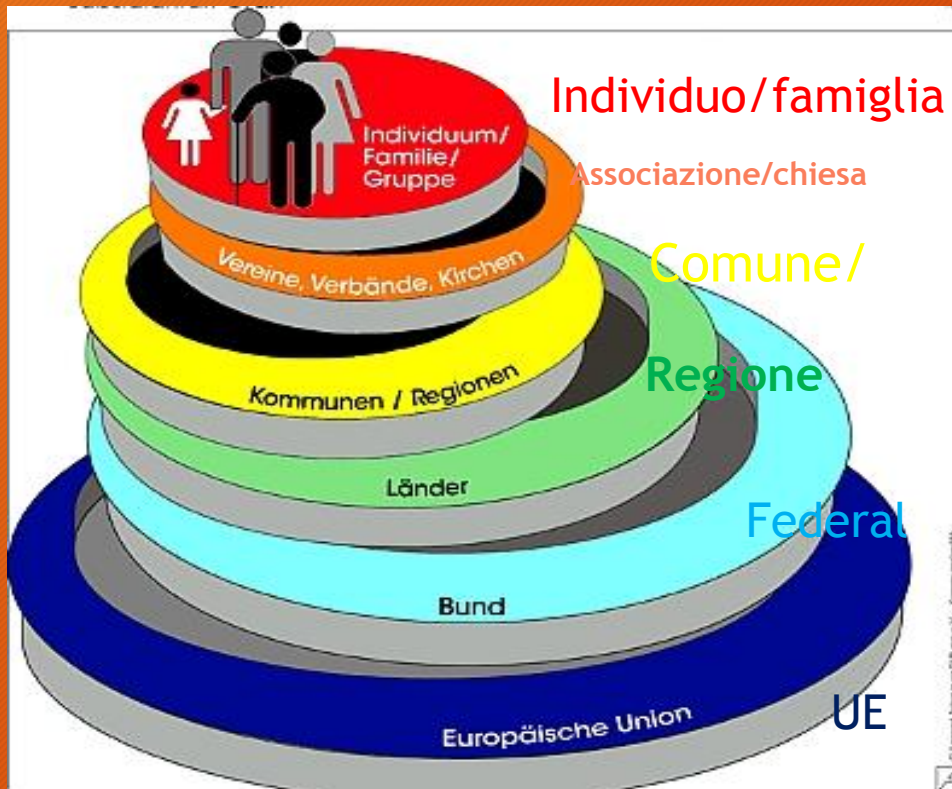 Individuo/famiglia
Individuum/
Familie/
Gruppe
Associazione/chiesa
Vereine, Verbände, Kirchen
Comune/
Regione
Kommunen / Regionen
Länder
Federal
Bund
UE
Europäische Union